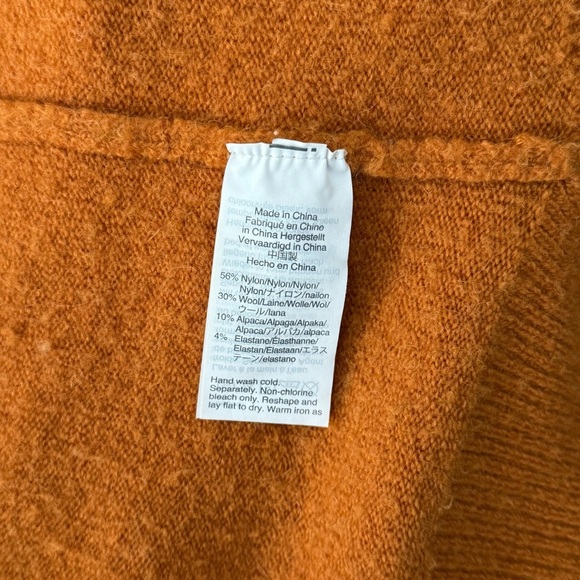 Made in China
Fabriqué en Chine
in China Hergestellt
Vervaardigd in China
中国製
Hecho en China
56% Nylon/Nylon/Nylon/
Nylon/ナイロン/nailon
30% Wool/Laine/Wolle/Wol
/ウール/lana
10% Alpaca/Alpaga/Alpaka/
Alpaca/アルパカ/alpaca
4% Elastane/Élasthanne/
Elastan/Elastaan/エラス
テーン/elastano
Hand wash cold.
Separately. Non-chlorine
bleach only. Reshape and
lay flat to dry. Warm iron as